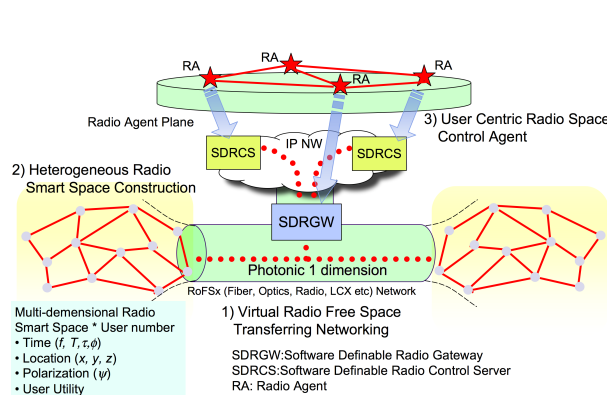 RA
RA
RA
RA
Radio Agent Plane
3) User Centric Radio Space
Control Agent
IP NW
SDRCS
SDRCS
2) Heterogeneous Radio
Smart Space Construction
SDRGW
Photonic 1 dimension
RoFSx (Fiber, Optics, Radio, LCX etc) Network
Multi-demensional Radio
Smart Space * User number
• Time (f, T,τ,ϕ)
• Location (x, y, z)
• Polarization (ψ)
• User Utility
1) Virtual Radio Free Space
Transferring Networking
SDRGW:Software Definable Radio Gateway
SDRCS:Software Definable Radio Control Server
RA: Radio Agent